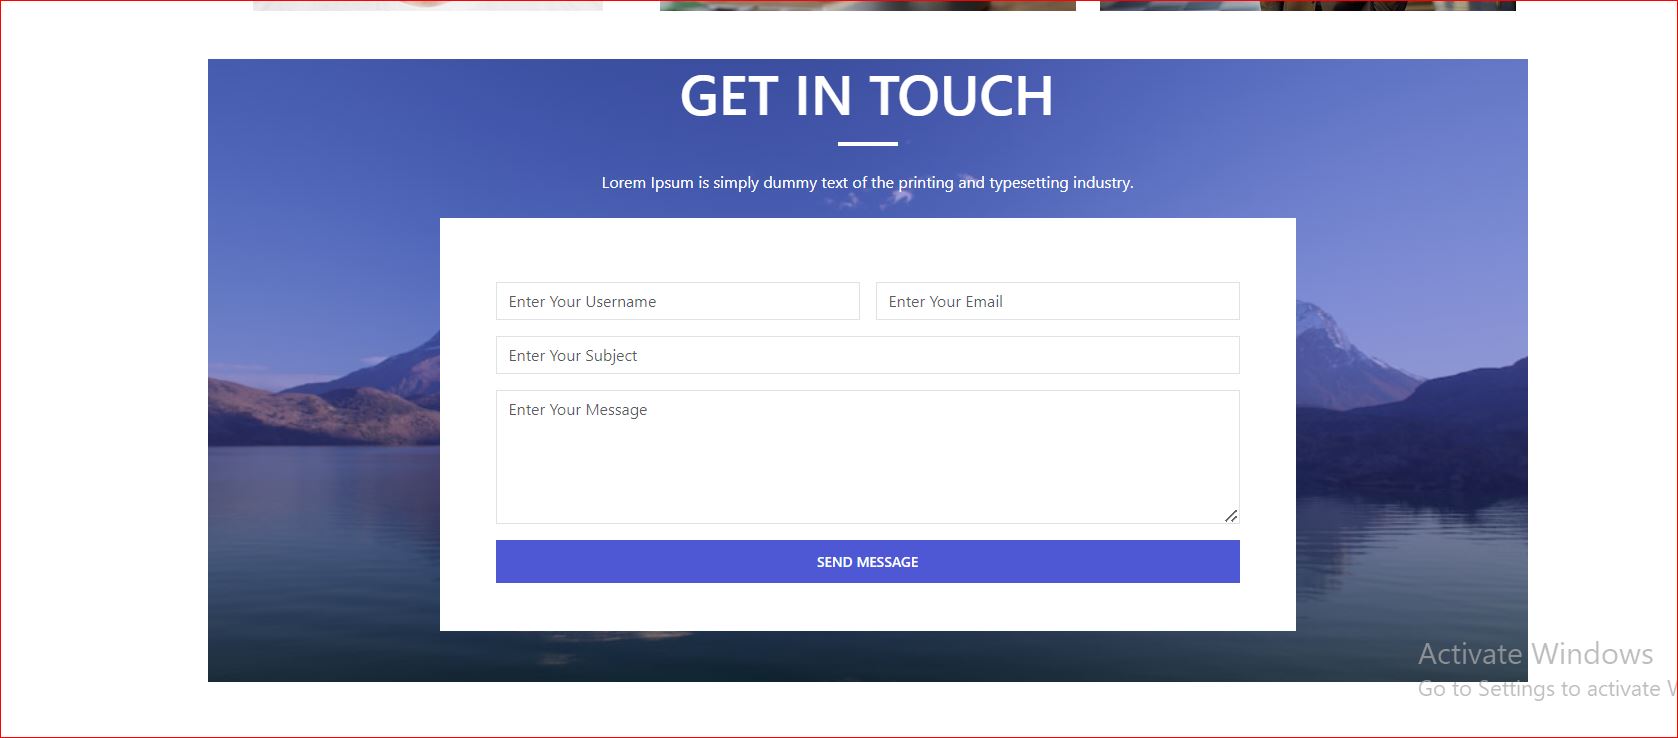 GET IN TOUCH
Lorem Ipsum is simply dummy text of the printing and typesetting industry.
Enter Your Username
Enter Your Email
Enter Your Subject
Enter Your Message
SEND MESSAGE
Activate Windows
Go to Settings to activate